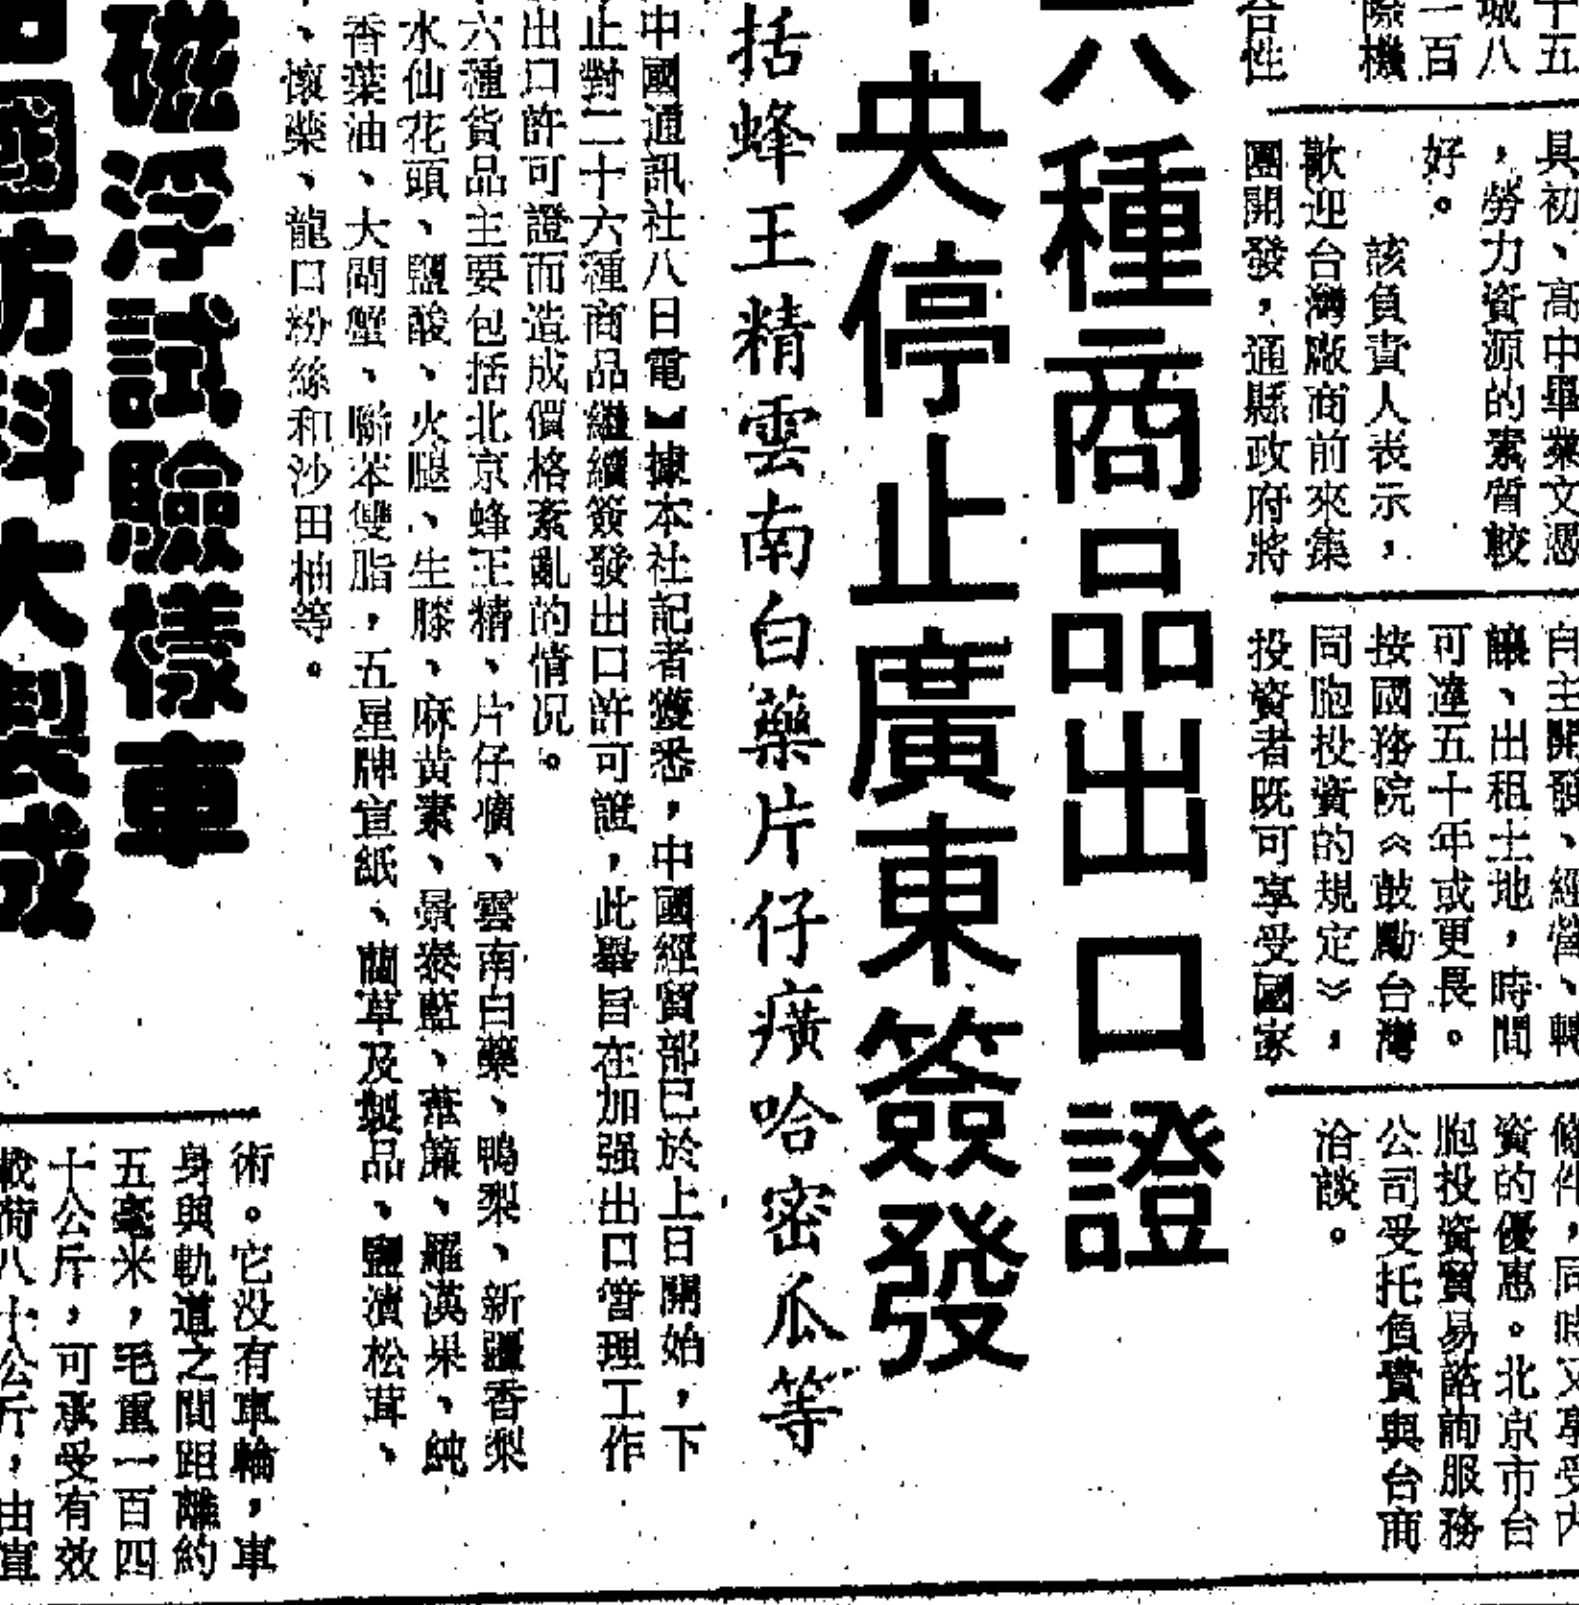 十五
城八
一百
際機
合性
具初、高中畢業文憑
，勞力資源的素質較
好。
該負責人表示，
歡迎台灣廠商前來集
團開發，通縣政府將
自主開發、經營、轉
讓、出租土地，時間
可達五十年或更長。
按國務院《鼓勵台灣
同胞投資的規定》，
投資者既可享受國家
條件，同時又享受內
資的優惠。北京市台
胞投資貿易諮詢服務
公司受托負責與台商
洽談。
六種商品出口證
中央停止廣東簽發
括蜂王精雲南白藥片仔癀哈密瓜等
中國通訊社八日電】據本社記者獲悉，中國經貿部已於上日開始，下
止對二十六種商品繼續簽發出口許可證，此舉旨在加强出口管理工作
出口許可證而造成價格紊亂的情況。
六種貨品主要包括北京蜂王精、片仔癀、雲南白藥、鴨梨、新疆香梨
水仙花頭、鹽酸、火腿、生膝、麻黄素、景泰藍、葦簾、羅漢果、純
香葉油、大閘蟹、聯苯雙脂，五星牌宣紙、蘭草及製品、鹽漬松茸、
、懷藥、龍口粉絲和沙田柚等。
磁浮試驗樣車
國防科大製成
術。它没有車輪，車
身與軌道之間距離約
五毫米，毛重一百四
十公斤，可承受有效
載荷八十公斤，由直